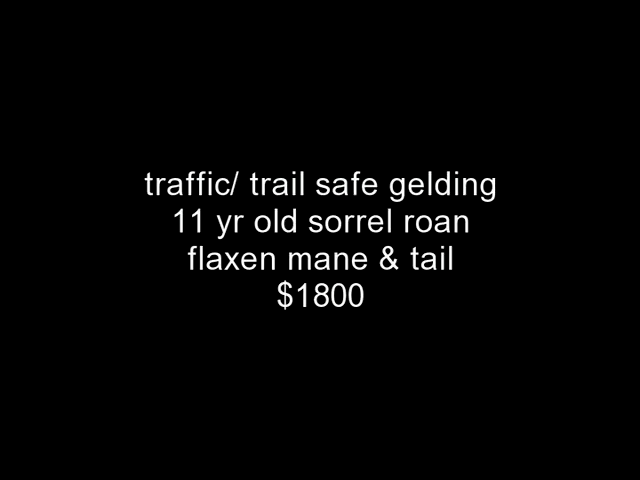 traffic/ trail safe gelding
11 yr old sorrel roan
flaxen mane & tail
$1800